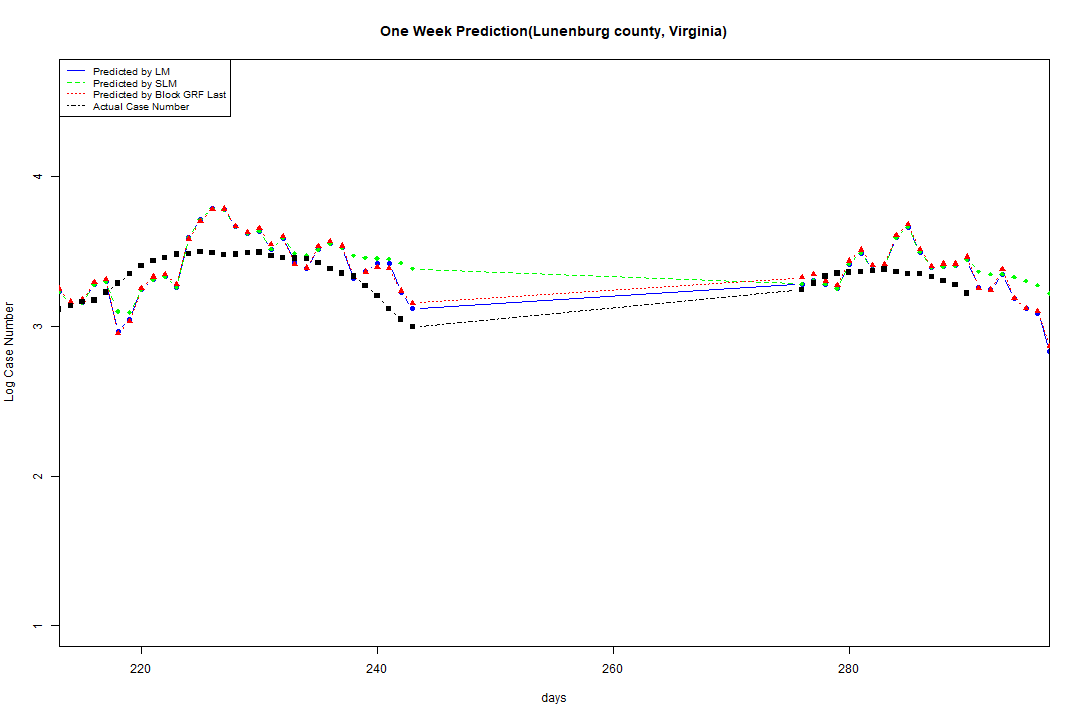 One Week Prediction(Lunenburg county, Virginia)
Predicted by LM
Predicted by SLM
Predicted by Block GRF Last
Actual Case Number
4
3
2
1
Log Case Number
220 240 260 280
days